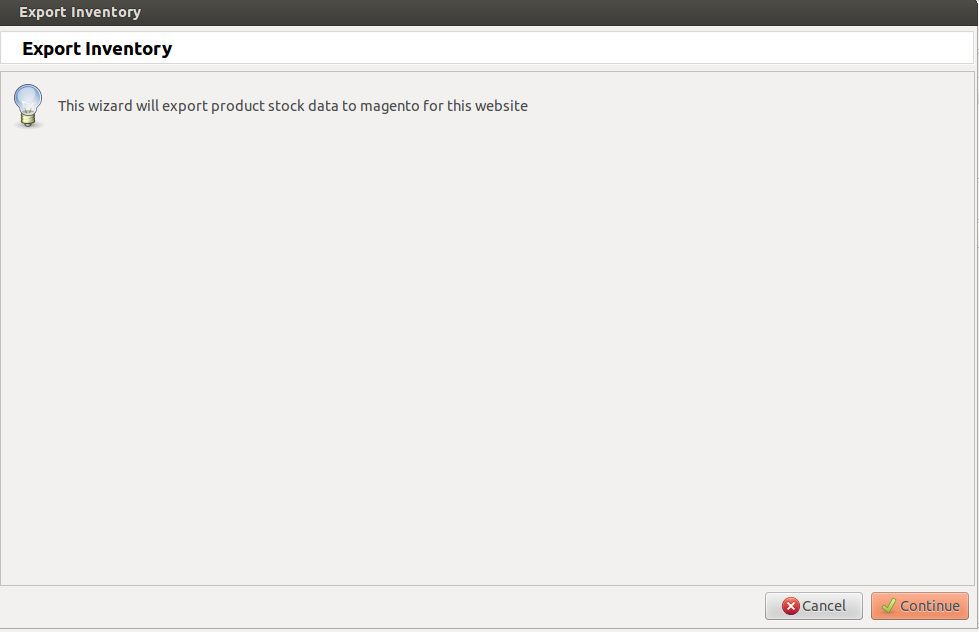 Export Inventory
Export Inventory
This wizard will export product stock data to magento for this website
Cancel
Continue